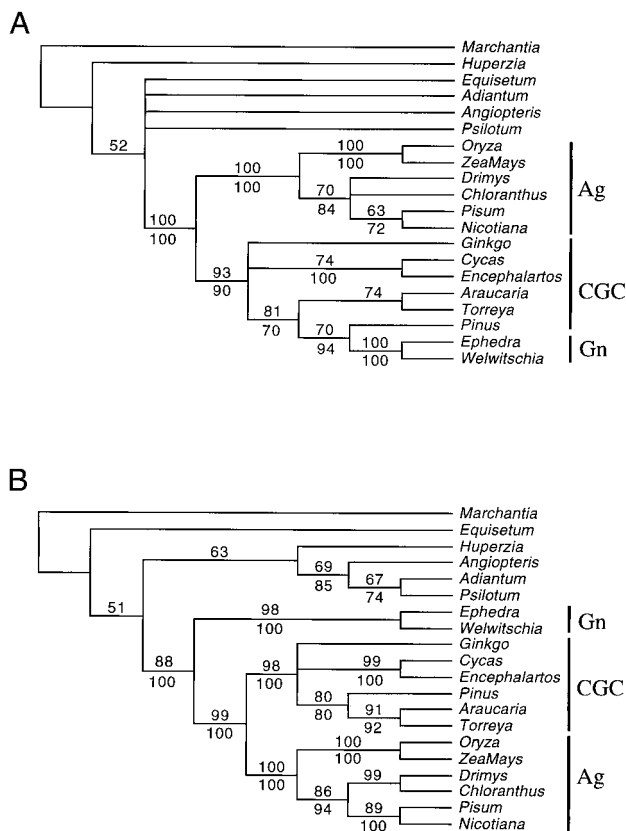 A
Marchantia
Huperzia
Equisetum
Adiantum
Angiopteris
52
Psilotum
100
Oryza
100
100
ZeaMays
100
Drimys
70
Chloranthus
Ag
84
63
Pisum
100
72
Nicotiana
100
Ginkgo
74
Cycas
93
100
Encephalartos
90
74
Araucaria
CGC
81
Torreya
70
70
Pinus
94
100
Ephedra
100
Welwitschia
Gn
B
Marchantia
Equisetum
63
Huperzia
69
Angiopteris
85
67
Adiantum
51
74
Psilotum
98
Ephedra
100
Welwitschia
Gn
88
Ginkgo
100
98
99
Cycas
100
100
Encephalartos
80
Pinus
CGC
80
91
Araucaria
99
92
Torreya
100
100
Oryza
100
ZeaMays
100
99
Drimys
100
86
Chloranthus
Ag
94
89
Pisum
100
Nicotiana